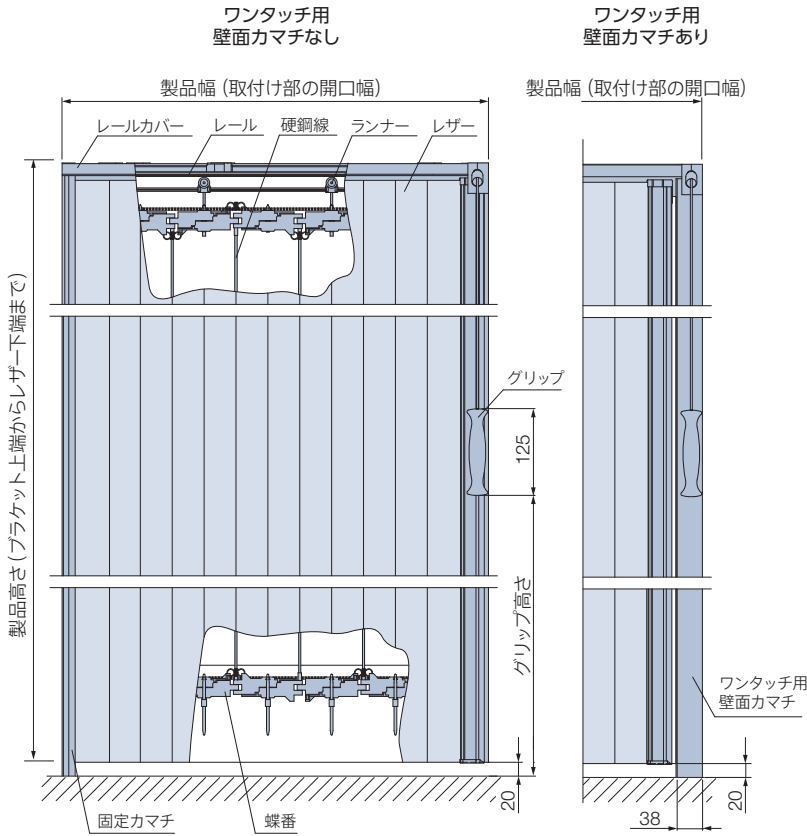 ワンタッチ用
壁面カマチなし
ワンタッチ用
壁面カマチあり
製品幅 (取付け部の開口幅)
製品幅 (取付け部の開口幅)
レールカバー
レール
硬鋼線
ランナー
レザー
製品高さ (ブラケット上端からレザー下端まで)
グリップ
125
グリップ高さ
ワンタッチ用
壁面カマチ
20
20
38
固定カマチ
蝶番